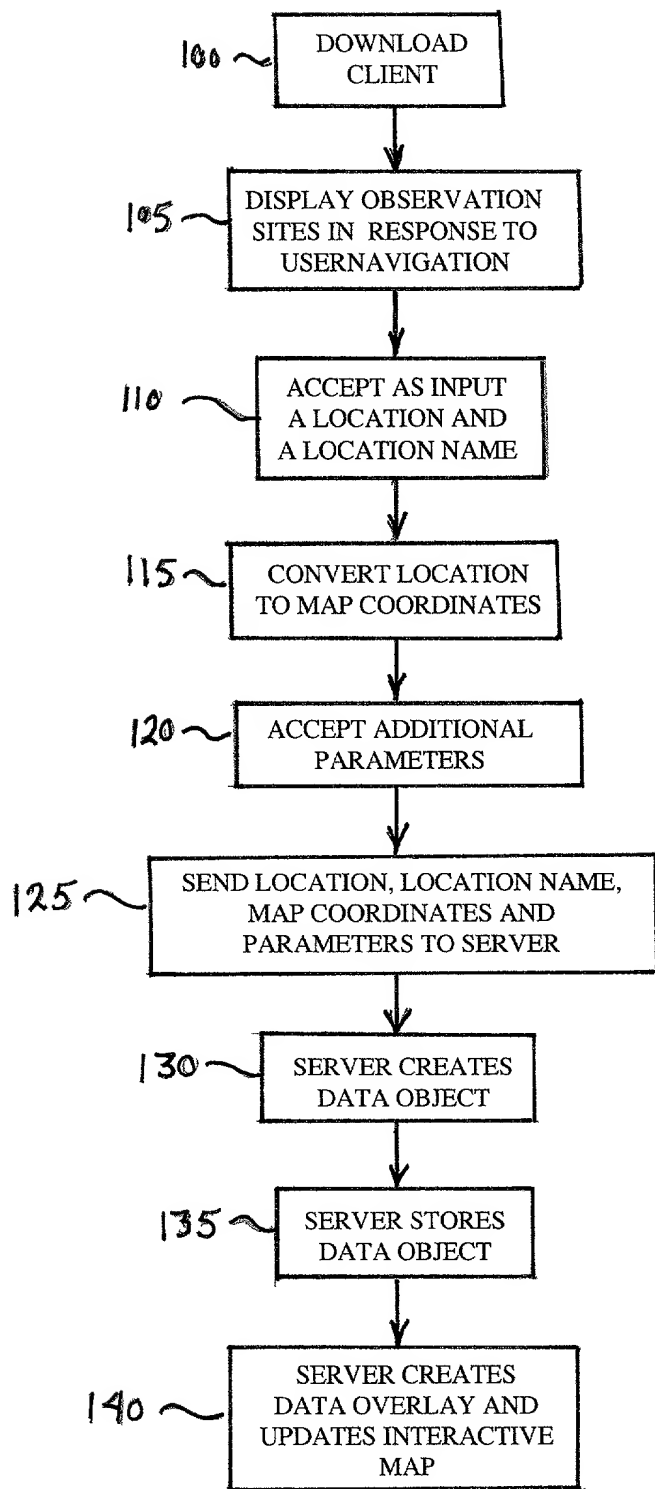 100
DOWNLOAD
CLIENT
105
DISPLAY OBSERVATION
SITES IN RESPONSE TO
USERNAVIGATION
110
ACCEPT AS INPUT
A LOCATION AND
A LOCATION NAME
115
CONVERT LOCATION
TO MAP COORDINATES
120
ACCEPT ADDITIONAL
PARAMETERS
125
SEND LOCATION, LOCATION NAME,
MAP COORDINATES AND
PARAMETERS TO SERVER
130
SERVER CREATES
DATA OBJECT
135
SERVER STORES
DATA OBJECT
140
SERVER CREATES
DATA OVERLAY AND
UPDATES INTERACTIVE
MAP